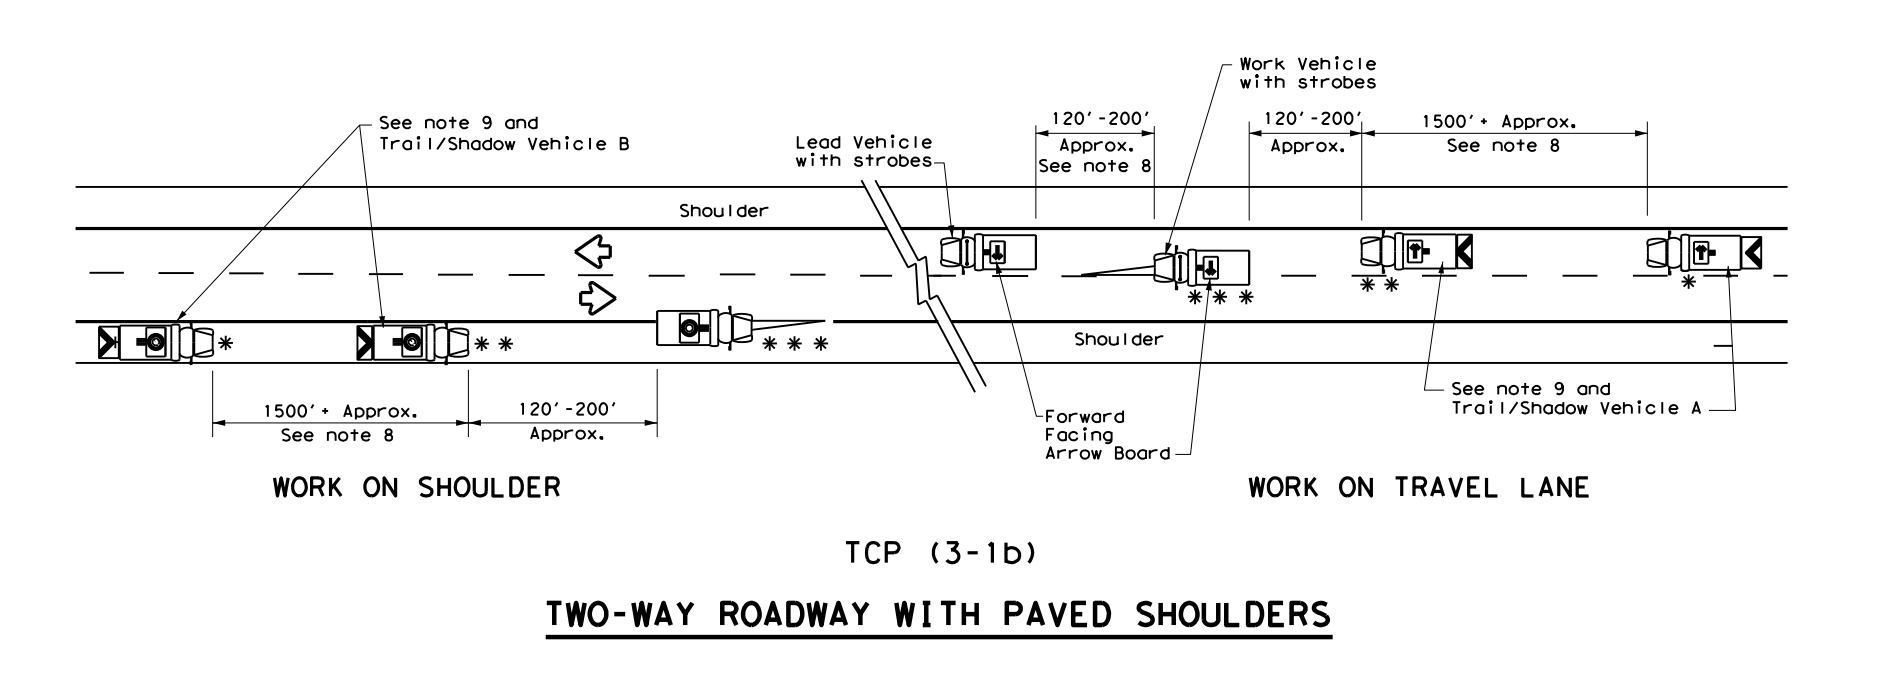 Work Vehicle
with strobes
See note 9 and
Trail/Shadow Vehicle B
Lead Vehicle
with strobes
120'-200'
Approx.
See note 8
120'-200'
Approx.
1500'+ Approx.
See note 8
Shoulder
*
* *
* * *
* * *
* *
*
Shoulder
1500'+ Approx.
See note 8
120'-200'
Approx.
Forward
Facing
Arrow Board
See note 9 and
Trail/Shadow Vehicle A
WORK ON SHOULDER
WORK ON TRAVEL LANE
TCP (3-1b)
TWO-WAY ROADWAY WITH PAVED SHOULDERS